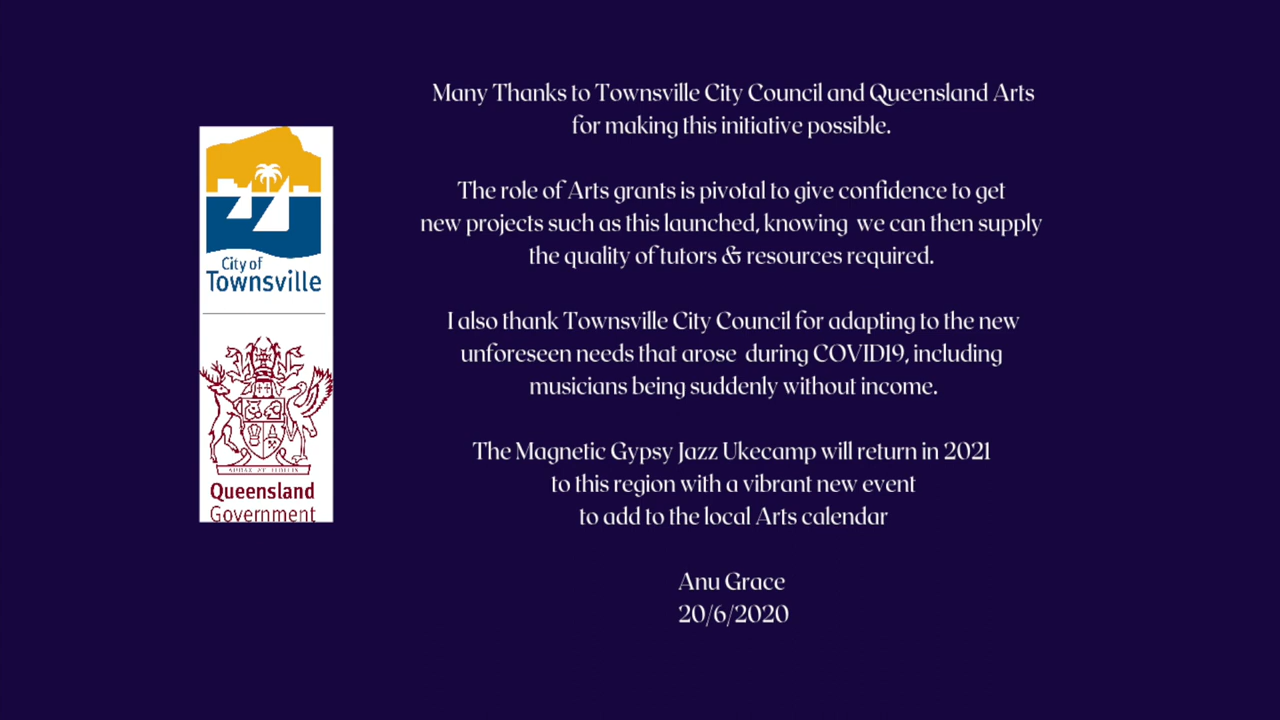 Many Thanks to Townsville City Council and Queensland Arts
for making this initiative possible.
The role of Arts grants is pivotal to give confidence to get
new projects such as this launched, knowing we can then supply
the quality of tutors & resources required.
I also thank Townsville City Council for adapting to the new
unforeseen needs that arose during COVID19, including
musicians being suddenly without income.
The Magnetic Gypsy Jazz Ukecamp will return in 2021
to this region with a vibrant new event
to add to the local Arts calendar
Anu Grace
20/6/2020
City of
Townsville
Queensland
Government